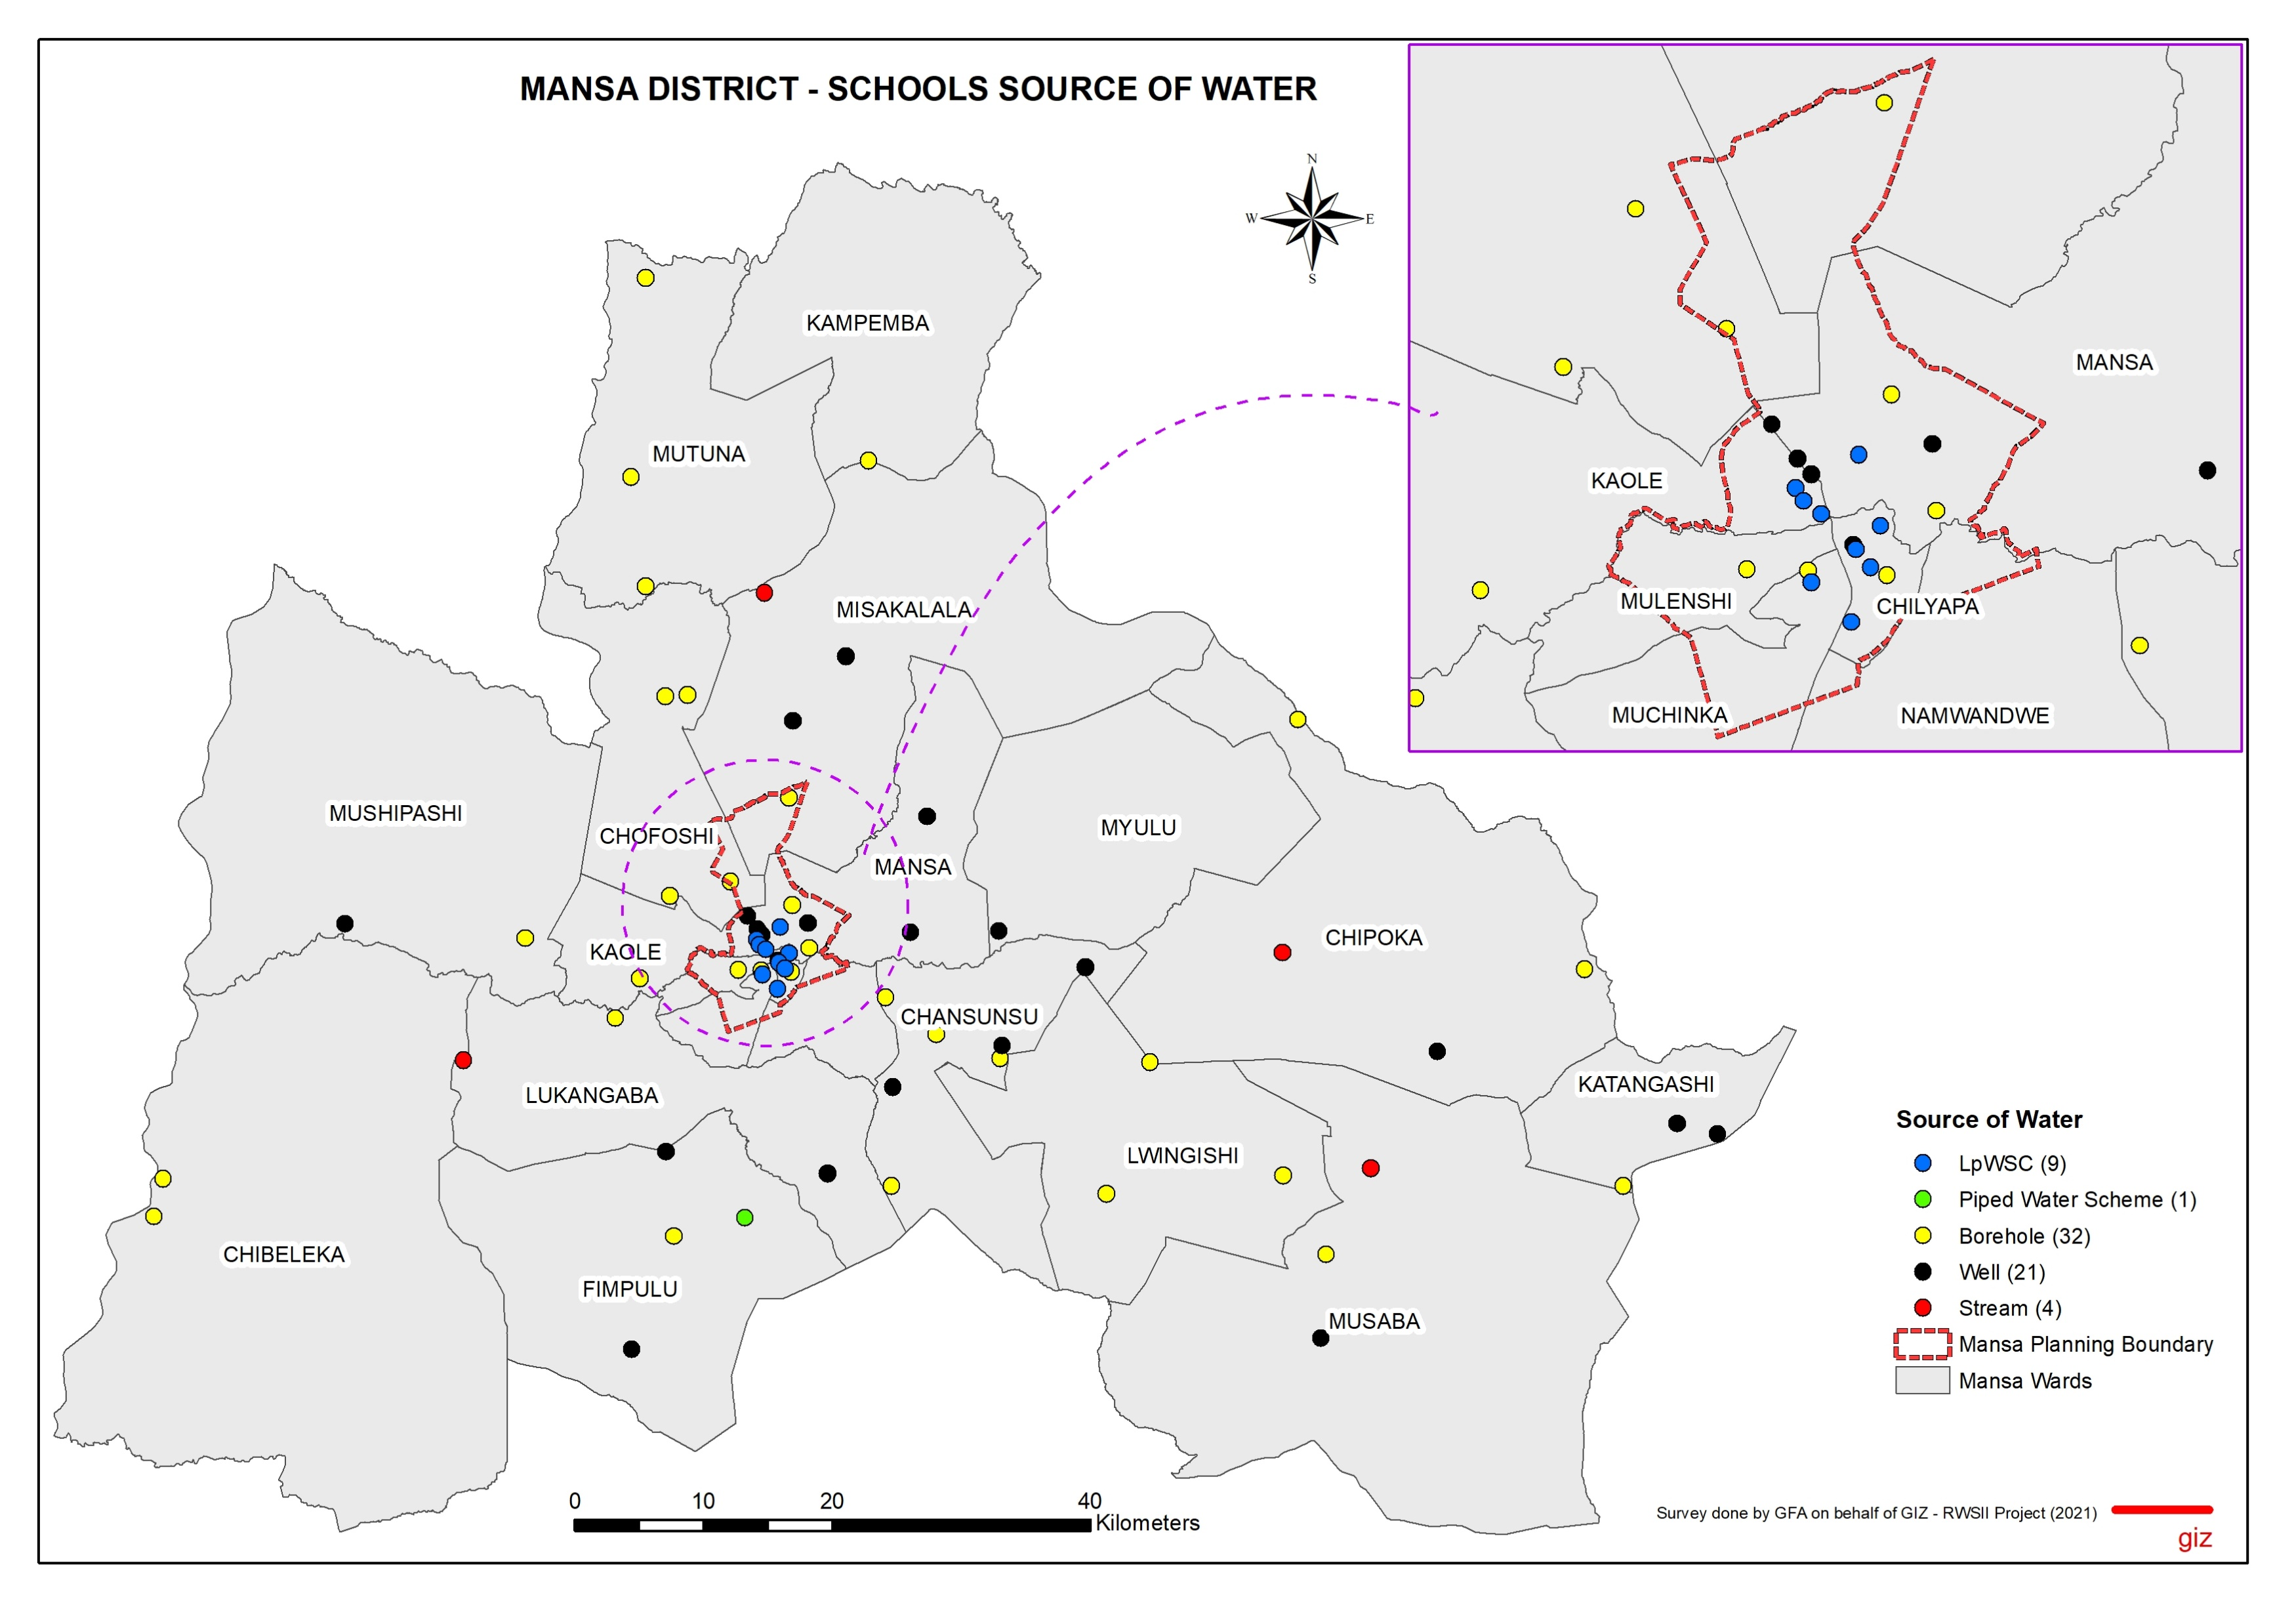 MANSA DISTRICT - SCHOOLS SOURCE OF WATER
N
W
E
S
KAMPEMBA
MUTUNA
MISAKALALA
MUSHIPASHI
CHOFOSHI
MANSA
MYULU
KAOLE
CHIPOKA
CHANSUNSU
LUKANGABA
KATANGASHI
LWINGISHI
CHIBELEKA
FIMPULU
MUSABA
MANSA
KAOLE
MULENSHI
CHILYAPA
MUCHINKA
NAMWANDWE
Source of Water
LpWSC (9)
Piped Water Scheme (1)
Borehole (32)
Well (21)
Stream (4)
Mansa Planning Boundary
Mansa Wards
0 10 20 40
Kilometers
Survey done by GFA on behalf of GIZ - RWSII Project (2021)
giz